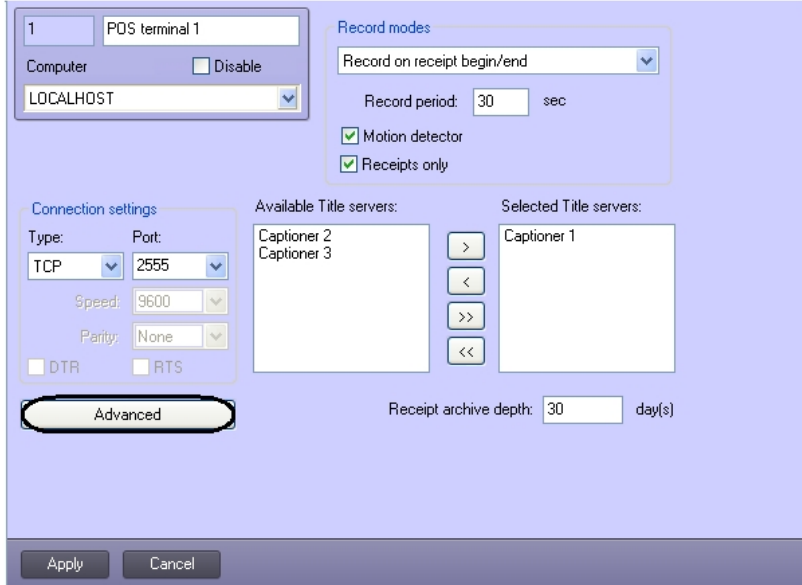 1
POS terminal 1
Computer
Disable
LOCALHOST
Record modes
Record on receipt begin/end
Record period: 30 sec
Motion detector
Receipts only
Connection settings
Type: Port:
TCP 2555
Speed: 9600
Parity: None
DTR RTS
Available Title servers:
Captioner 2
Captioner 3
>
<
>>
<<
Selected Title servers:
Captioner 1
Advanced
Receipt archive depth: 30 day(s)
Apply Cancel